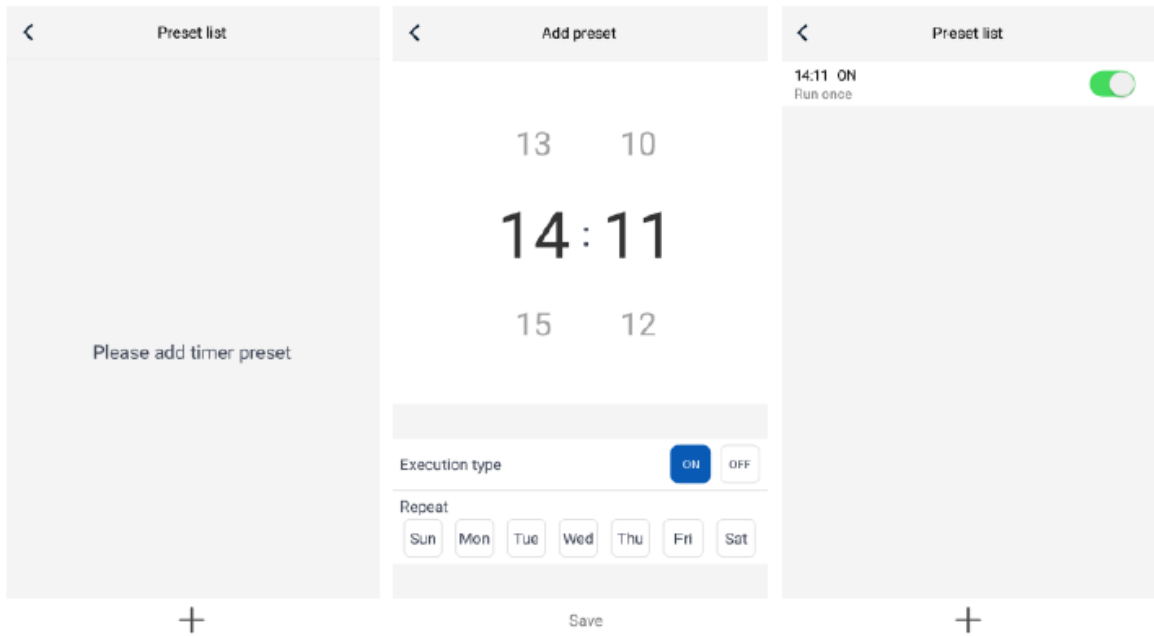 Preset list
Please add timer preset
Add preset
13 10
14 : 11
15 12
Execution type ON OFF
Repeat
Sun Mon Tue Wed Thu Fri Sat
Save
Preset list
14:11 ON
Run once